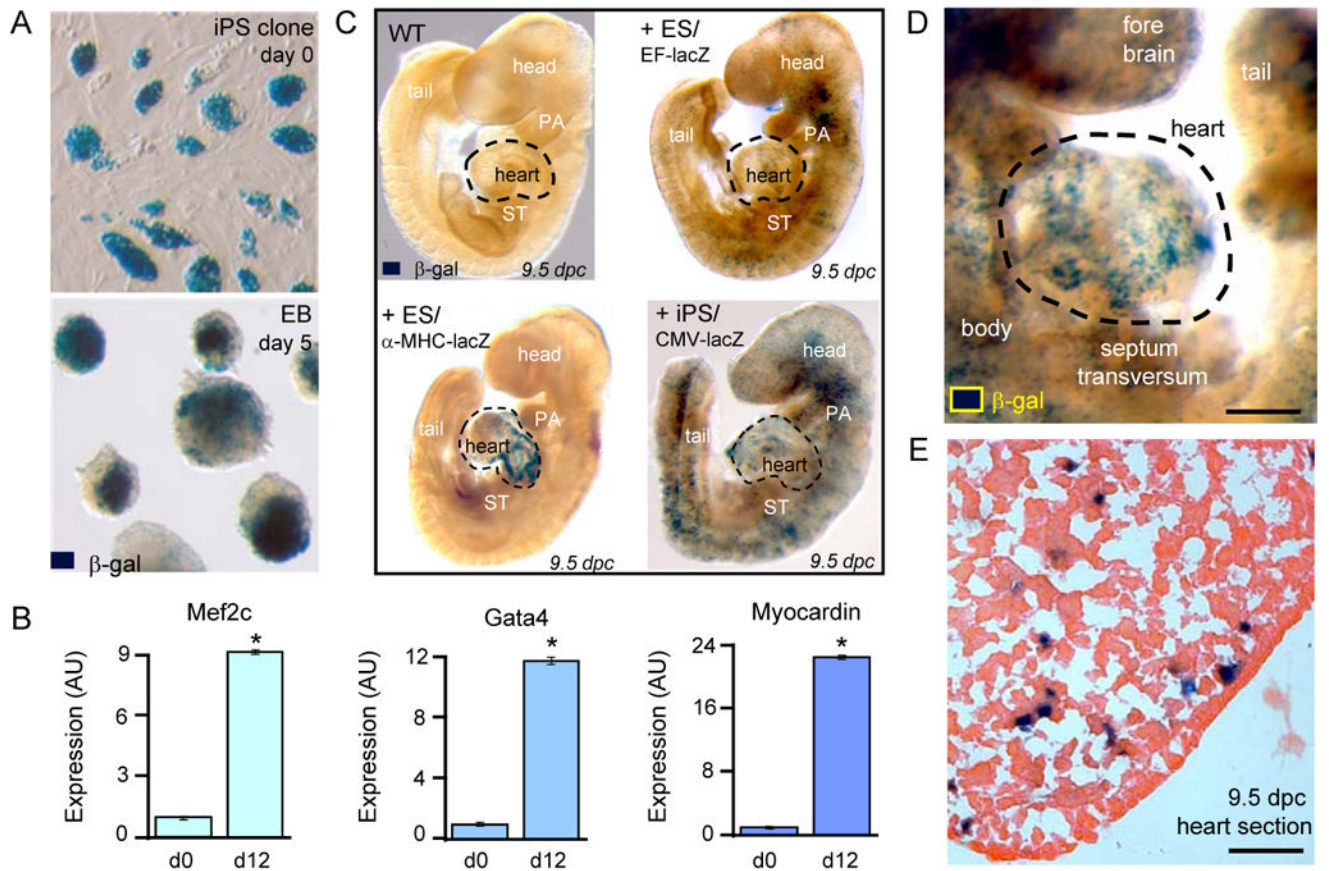 A
iPS clone
day 0
EB
day 5
β-gal
B
Mef2c
Expression (AU)
9
6
3
0
*
d0
d12
Gata4
Expression (AU)
12
8
4
0
*
d0
d12
Myocardin
Expression (AU)
24
16
8
0
*
d0
d12
C
WT
head
tail
PA
heart
ST
β-gal
9.5 dpc
+ ES/
EF-lacZ
head
tail
PA
heart
ST
9.5 dpc
+ ES/
α-MHC-lacZ
head
tail
PA
heart
ST
9.5 dpc
+ iPS/
CMV-lacZ
head
PA
tail
heart
ST
9.5 dpc
D
fore
brain
tail
heart
body
septum
transversum
β-gal
E
9.5 dpc
heart section